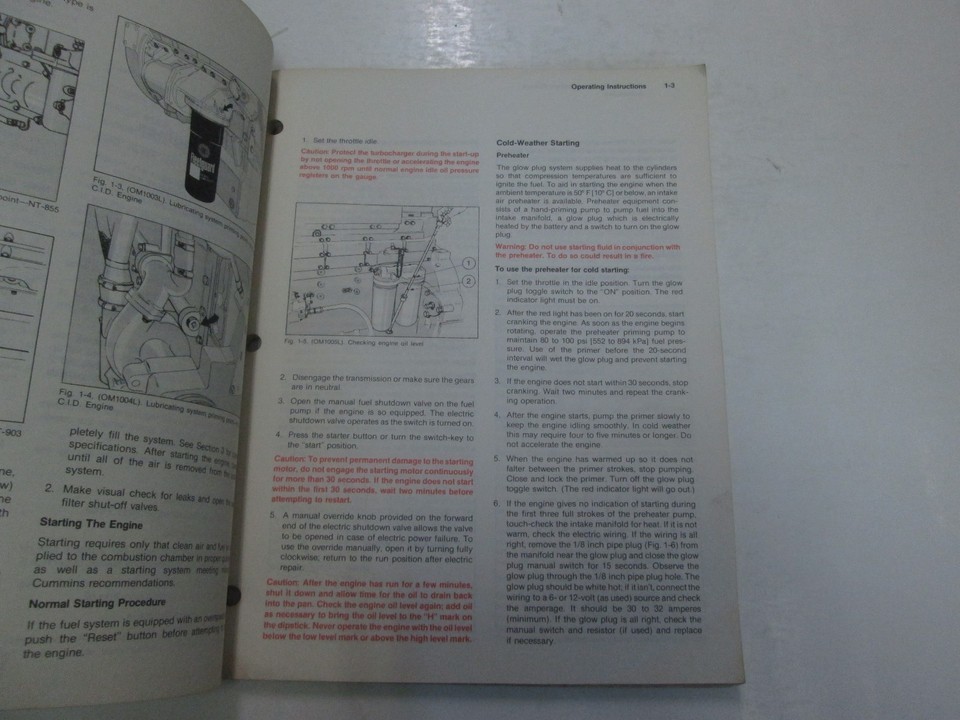 type is
engine.
point—NT-855
Fig. 1-3, (OM1003L). Lubricating system
C.I.D. Engine
Fig. 1-4. (OM1004L). Lubricating system priming
C.I.D. Engine
T-903
pletely fill the system. See Section 3 for
specifications. After starting the engine
until all of the air is removed from the
system.
2. Make visual check for leaks and open the
filter shut-off valves.
Starting The Engine
Starting requires only that clean air and fuel
plied to the combustion chamber in proper
as well as a starting system meeting
Cummins recommendations.
Normal Starting Procedure
If the fuel system is equipped with an overspeed
push the "Reset" button before attempting
the engine.
Operating Instructions 1-3
1. Set the throttle idle.
Caution: Protect the turbocharger during the start-up
by not opening the throttle or accelerating the engine
above 1000 rpm until normal engine idle oil pressure
registers on the gauge.
1
2
Fig. 1-5, (OM1005L). Checking engine oil level
2. Disengage the transmission or make sure the gears
are in neutral.
3. Open the manual fuel shutdown valve on the fuel
pump if the engine is so equipped. The electric
shutdown valve operates as the switch is turned on.
4. Press the starter button or turn the switch-key to
the "start" position.
Caution: To prevent permanent damage to the starting
motor, do not engage the starting motor continuously
for more than 30 seconds. If the engine does not start
within the first 30 seconds, wait two minutes before
attempting to restart.
5. A manual override knob provided on the forward
end of the electric shutdown valve allows the valve
to be opened in case of electric power failure. To
use the override manually, open it by turning fully
clockwise; return to the run position after electric
repair.
Caution: After the engine has run for a few minutes,
shut it down and allow time for the oil to drain back
into the pan. Check the engine oil level again; add oil
as necessary to bring the oil level to the "H" mark on
the dipstick. Never operate the engine with the oil level
below the low level mark or above the high level mark.
Cold-Weather Starting
Preheater
The glow plug system supplies heat to the cylinders
so that compression temperatures are sufficient to
ignite the fuel. To aid in starting the engine when the
ambient temperature is 50° F [10° C) or below, an intake
air preheater is available. Preheater equipment con-
sists of a hand-priming pump to pump fuel into the
intake manifold, a glow plug which is electrically
heated by the battery and a switch to turn on the glow
plug.
Warning: Do not use starting fluid in conjunction with
the preheater. To do so could result in a fire.
To use the preheater for cold starting:
1. Set the throttle in the idle position. Turn the glow
plug toggle switch to the "ON" position. The red
indicator light must be on.
2. After the red light has been on for 20 seconds, start
cranking the engine. As soon as the engine begins
rotating, operate the preheater priming pump to
maintain 80 to 100 psi [552 to 894 kPa] fuel pres-
sure. Use of the primer before the 20-second
interval will wet the glow plug and prevent starting
the engine.
3. If the engine does not start within 30 seconds, stop
cranking. Wait two minutes and repeat the crank-
ing operation.
4. After the engine starts, pump the primer slowly to
keep the engine idling smoothly. In cold weather
this may require four to five minutes or longer. Do
not accelerate the engine.
5. When the engine has warmed up so it does not
falter between the primer strokes, stop pumping.
Close and lock the primer. Turn off the glow plug
toggle switch. (The red indicator light will go out.)
6. If the engine gives no indication of starting during
the first three full strokes of the preheater pump,
touch-check the intake manifold for heat. If it is not
warm, check the electric wiring. If the wiring is all
right, remove the 1/8 inch pipe plug (Fig. 1-6) from
the manifold near the glow plug and close the glow
plug manual switch for 15 seconds. Observe the
glow plug through the 1/8 inch pipe plug hole. The
glow plug should be white hot; if it isn't, connect the
wiring to a 6- or 12-volt (as used) source and check
the amperage. It should be 30 to 32 amperes
(minimum). If the glow plug is all right, check the
manual switch and resistor (if used) and replace
if necessary.